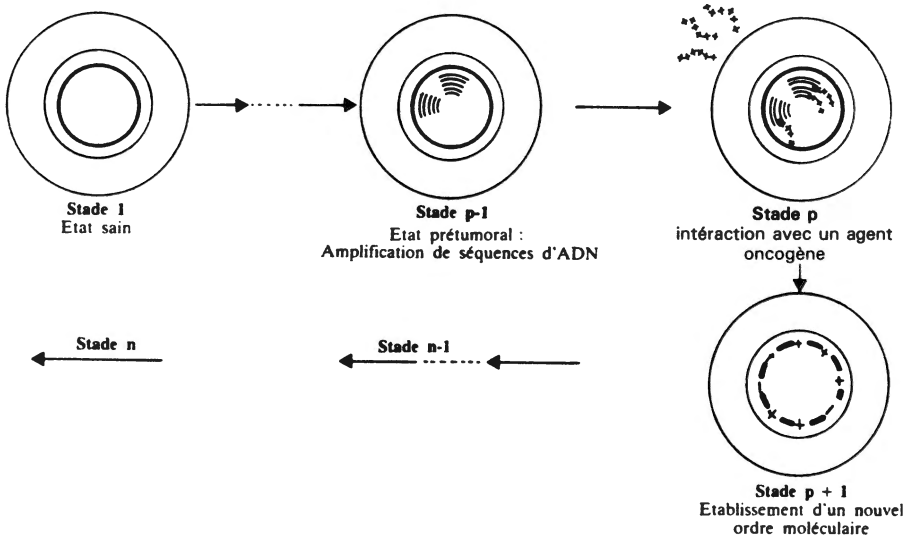 Stade 1
Etat sain
Stade p-1
Etat prétumoral :
Amplification de séquences d'ADN
Stade p
intéraction avec un agent
oncogène
Stade n
Stade n-1
Stade p + 1
Etablissement d'un nouvel
ordre moléculaire